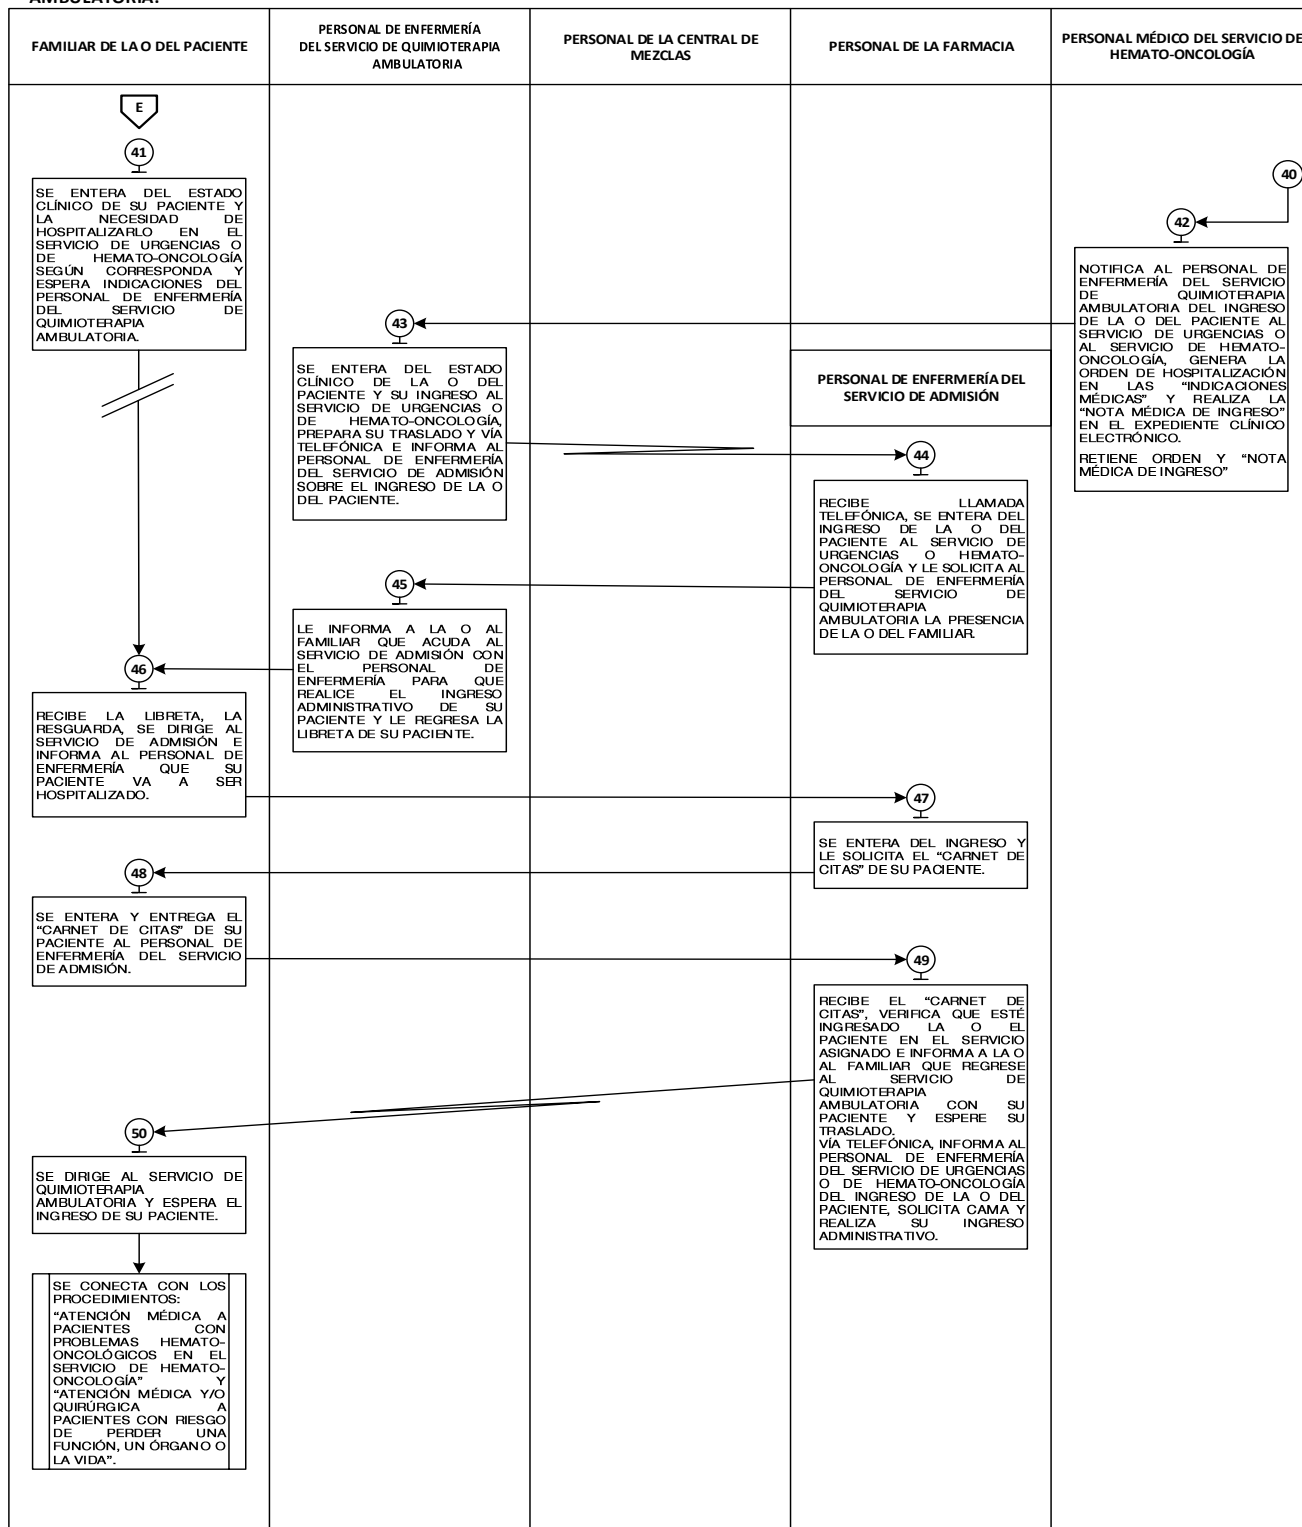 AMBULATORIA.
FAMILIAR DE LA O DEL PACIENTE
PERSONAL DE ENFERMERÍA
DEL SERVICIO DE QUIMIOTERAPIA
AMBULATORIA
PERSONAL DE LA CENTRAL DE
MEZCLAS
PERSONAL DE LA FARMACIA
PERSONAL MÉDICO DEL SERVICIO DE
HEMATO-ONCOLOGÍA
E
41
SE ENTERA DEL ESTADO
CLÍNICO DE SU PACIENTE Y
LA NECESIDAD DE
HOSPITALIZARLO EN EL
SERVICIO DE URGENCIAS O
DE HEMATO-ONCOLOGÍA
SEGÚN CORRESPONDA Y
ESPERA INDICACIONES DEL
PERSONAL DE ENFERMERÍA
DEL SERVICIO DE
QUIMIOTERAPIA
AMBULATORIA.
40
42
NOTIFICA AL PERSONAL DE
ENFERMERÍA DEL SERVICIO
DE QUIMIOTERAPIA
AMBULATORIA DEL INGRESO
DE LA O DEL PACIENTE AL
SERVICIO DE URGENCIAS O
AL SERVICIO DE HEMATO-
ONCOLOGÍA, GENERA LA
ORDEN DE HOSPITALIZACIÓN
EN LAS “INDICACIONES
MÉDICAS” Y REALIZA LA
“NOTA MÉDICA DE INGRESO”
EN EL EXPEDIENTE CLÍNICO
ELECTRÓNICO.
RETIENE ORDEN Y “NOTA
MÉDICA DE INGRESO”
43
SE ENTERA DEL ESTADO
CLÍNICO DE LA O DEL
PACIENTE Y SU INGRESO AL
SERVICIO DE URGENCIAS O
DE HEMATO-ONCOLOGÍA,
PREPARA SU TRASLADO Y VÍA
TELEFÓNICA E INFORMA AL
PERSONAL DE ENFERMERÍA
DEL SERVICIO DE ADMISIÓN
SOBRE EL INGRESO DE LA O
DEL PACIENTE.
PERSONAL DE ENFERMERÍA DEL
SERVICIO DE ADMISIÓN
44
RECIBE LLAMADA
TELEFÓNICA, SE ENTERA DEL
INGRESO DE LA O DEL
PACIENTE AL SERVICIO DE
URGENCIAS O HEMATO-
ONCOLOGÍA Y LE SOLICITA AL
PERSONAL DE ENFERMERÍA
DEL SERVICIO DE
QUIMIOTERAPIA
AMBULATORIA LA PRESENCIA
DE LA O DEL FAMILIAR.
45
LE INFORMA A LA O AL
FAMILIAR QUE ACUDA AL
SERVICIO DE ADMISIÓN CON
EL PERSONAL DE
ENFERMERÍA PARA QUE
REALICE EL INGRESO
ADMINISTRATIVO DE SU
PACIENTE Y LE REGRESA LA
LIBRETA DE SU PACIENTE.
46
RECIBE LA LIBRETA, LA
RESGUARDA, SE DIRIGE AL
SERVICIO DE ADMISIÓN E
INFORMA AL PERSONAL DE
ENFERMERÍA QUE SU
PACIENTE VA A SER
HOSPITALIZADO.
47
SE ENTERA DEL INGRESO Y
LE SOLICITA EL “CARNET DE
CITAS” DE SU PACIENTE.
48
SE ENTERA Y ENTREGA EL
“CARNET DE CITAS” DE SU
PACIENTE AL PERSONAL DE
ENFERMERÍA DEL SERVICIO
DE ADMISIÓN.
49
RECIBE EL “CARNET DE
CITAS”, VERIFICA QUE ESTÉ
INGRESADO LA O EL
PACIENTE EN EL SERVICIO
ASIGNADO E INFORMA A LA O
AL FAMILIAR QUE REGRESE
AL SERVICIO DE
QUIMIOTERAPIA
AMBULATORIA CON SU
PACIENTE Y ESPERE SU
TRASLADO.
VÍA TELEFÓNICA, INFORMA AL
PERSONAL DE ENFERMERÍA
DEL SERVICIO DE URGENCIAS
O DE HEMATO-ONCOLOGÍA
DEL INGRESO DE LA O DEL
PACIENTE, SOLICITA CAMA Y
REALIZA SU INGRESO
ADMINISTRATIVO.
50
SE DIRIGE AL SERVICIO DE
QUIMIOTERAPIA
AMBULATORIA Y ESPERA EL
INGRESO DE SU PACIENTE.
SE CONECTA CON LOS
PROCEDIMIENTOS:
“ATENCIÓN MÉDICA A
PACIENTES CON
PROBLEMAS HEMATO-
ONCOLÓGICOS EN EL
SERVICIO DE HEMATO-
ONCOLOGÍA” Y
“ATENCIÓN MÉDICA Y/O
QUIRÚRGICA A
PACIENTES CON RIESGO
DE PERDER UNA
FUNCIÓN, UN ÓRGANO O
LA VIDA”.